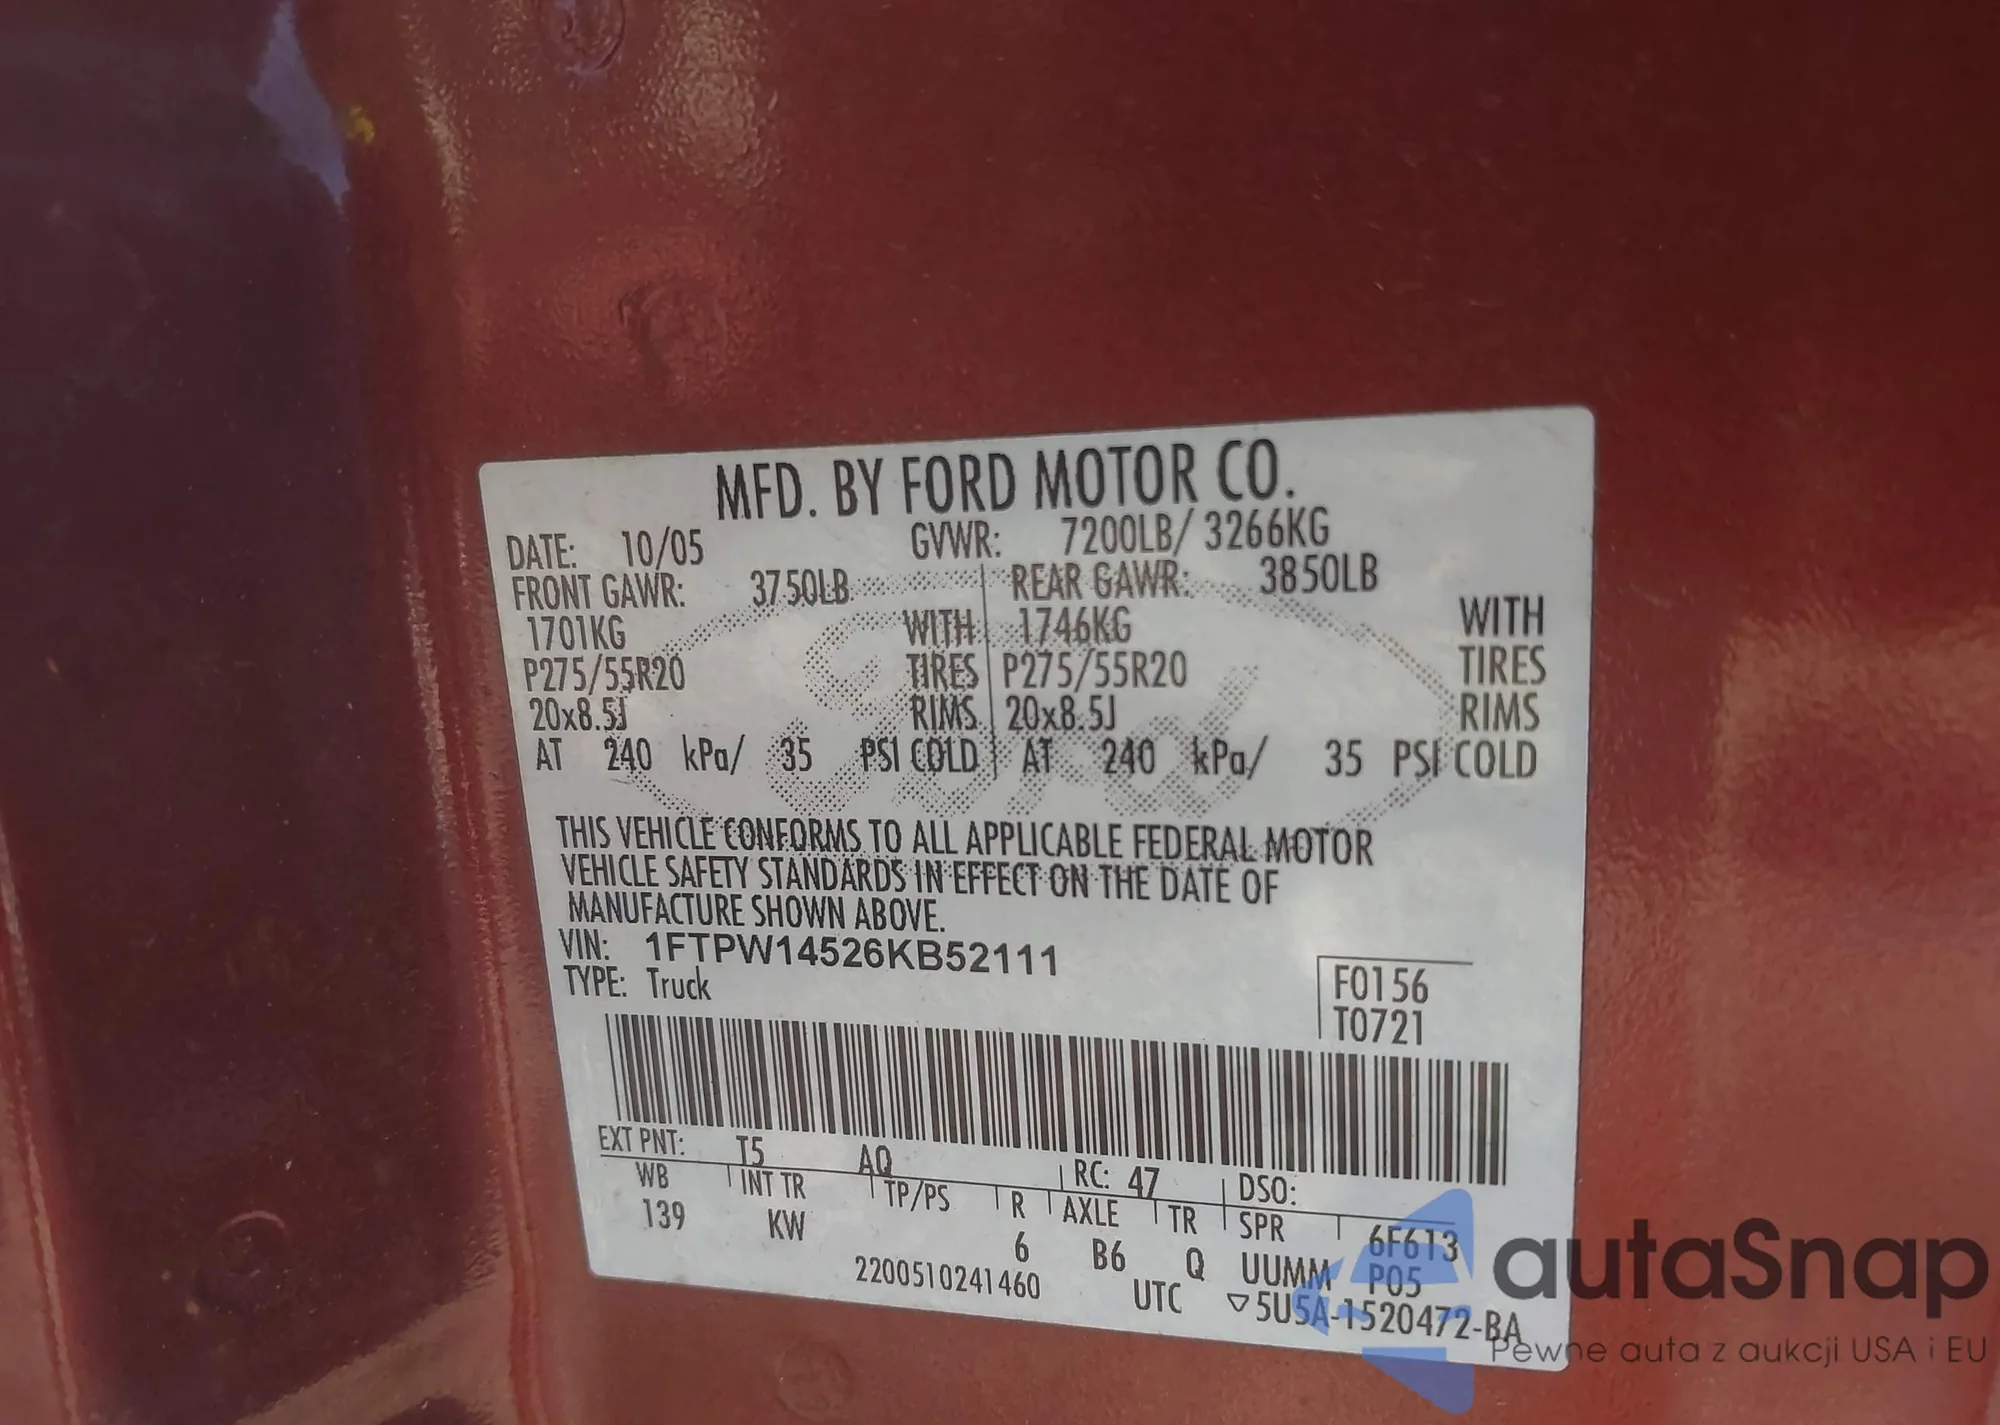 MFD. BY FORD MOTOR CO.
DATE: 10/05 GVWR: 7200LB/ 3266KG
FRONT GAWR: 3750LB REAR GAWR: 3850LB
1701KG WITH 1746KG WITH
P275/55R20 TIRES P275/55R20 TIRES
20x8.5J RIMS 20x8.5J RIMS
AT 240 kPa/ 35 PSI COLD AT 240 kPa/ 35 PSI COLD
THIS VEHICLE CONFORMS TO ALL APPLICABLE FEDERAL MOTOR
VEHICLE SAFETY STANDARDS IN EFFECT ON THE DATE OF
MANUFACTURE SHOWN ABOVE.
VIN: 1FTPW14526KB52111
TYPE: Truck
F0156
T0721
EXT PNT: T5 AQ RC: 47 DSO:
WB INT TR TP/PS R AXLE TR SPR 6F613
139 KW 6 B6 Q UUMM P05
2200510241460 UTC ▽5U5A-1520472-BA
Ford
autaSnap
Pewne auta z aukcji USA i EU